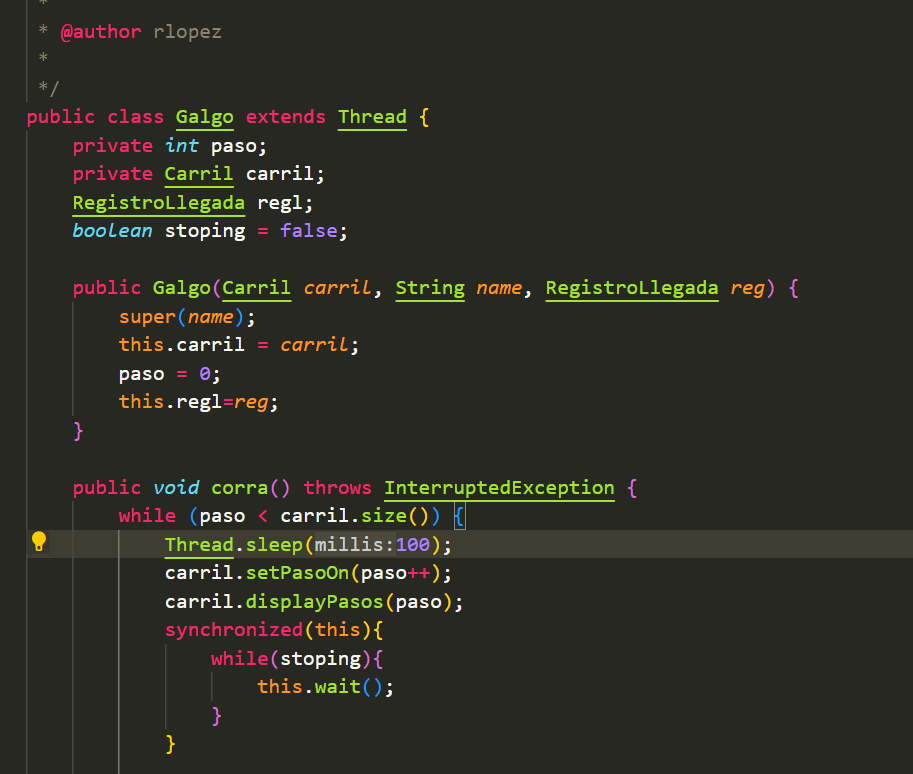 *
* @author rlopez
*
*/
public class Galgo extends Thread {
private int paso;
private Carril carril;
RegistroLlegada regl;
boolean stoping = false;
public Galgo(Carril carril, String name, RegistroLlegada reg) {
super(name);
this.carril = carril;
paso = 0;
this.regl=reg;
}
public void corra() throws InterruptedException {
while (paso < carril.size()) {
Thread.sleep(millis:100);
carril.setPasoOn(paso++);
carril.displayPasos(paso);
synchronized(this){
while(stoping){
this.wait();
}
}